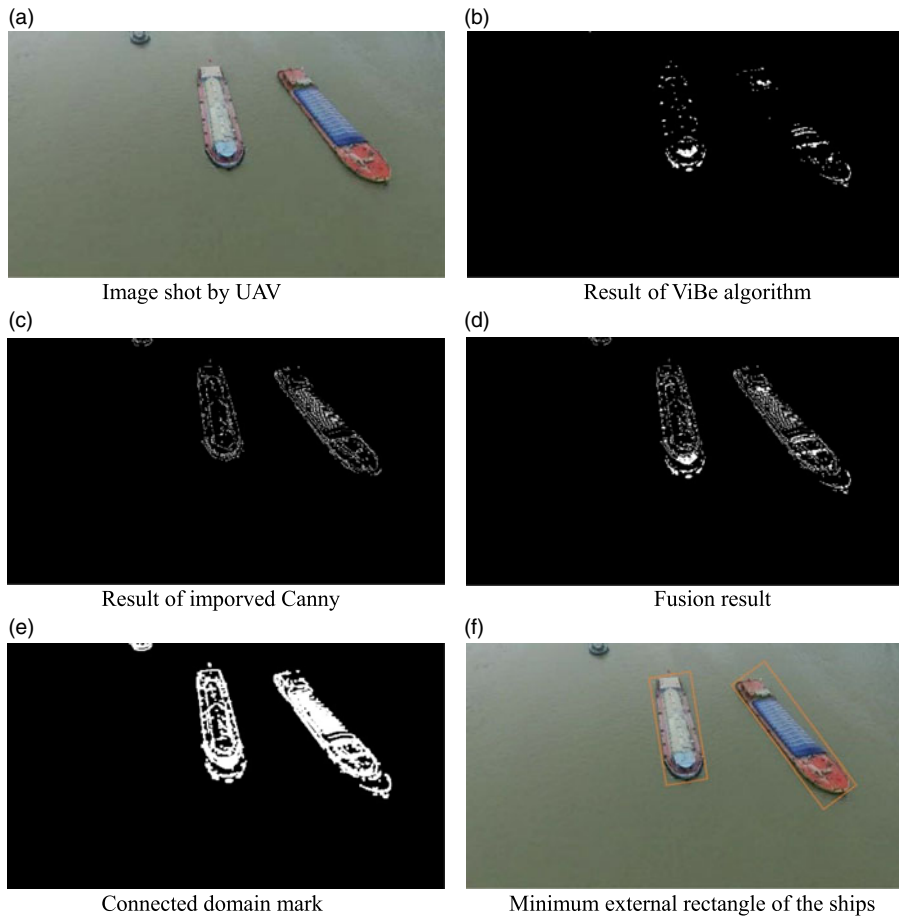 (a)
(b)
Image shot by UAV
Result of ViBe algorithm
(c)
(d)
Result of imporved Canny
Fusion result
(e)
(f)
Connected domain mark
Minimum external rectangle of the ships